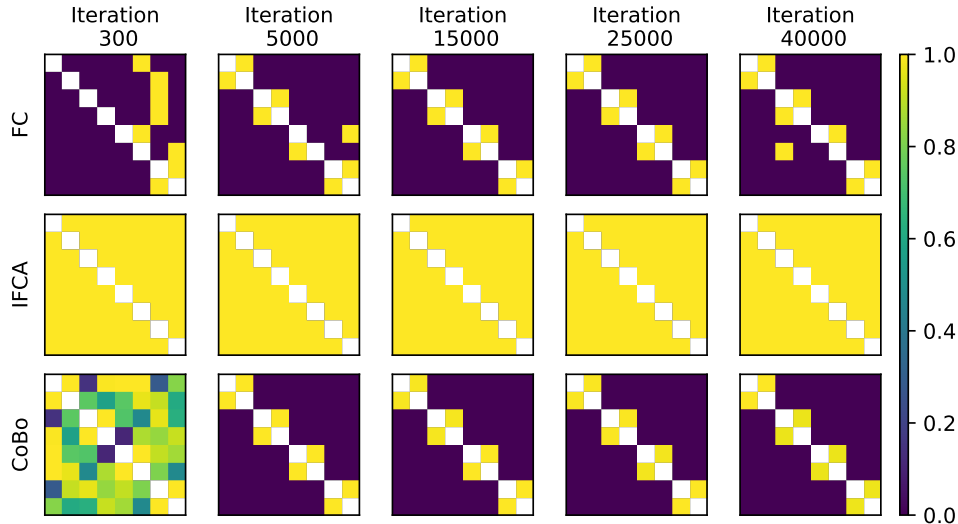 Iteration
300
Iteration
5000
Iteration
15000
Iteration
25000
Iteration
40000
FC
IFCA
CoBo
1.0
0.8
0.6
0.4
0.2
0.0